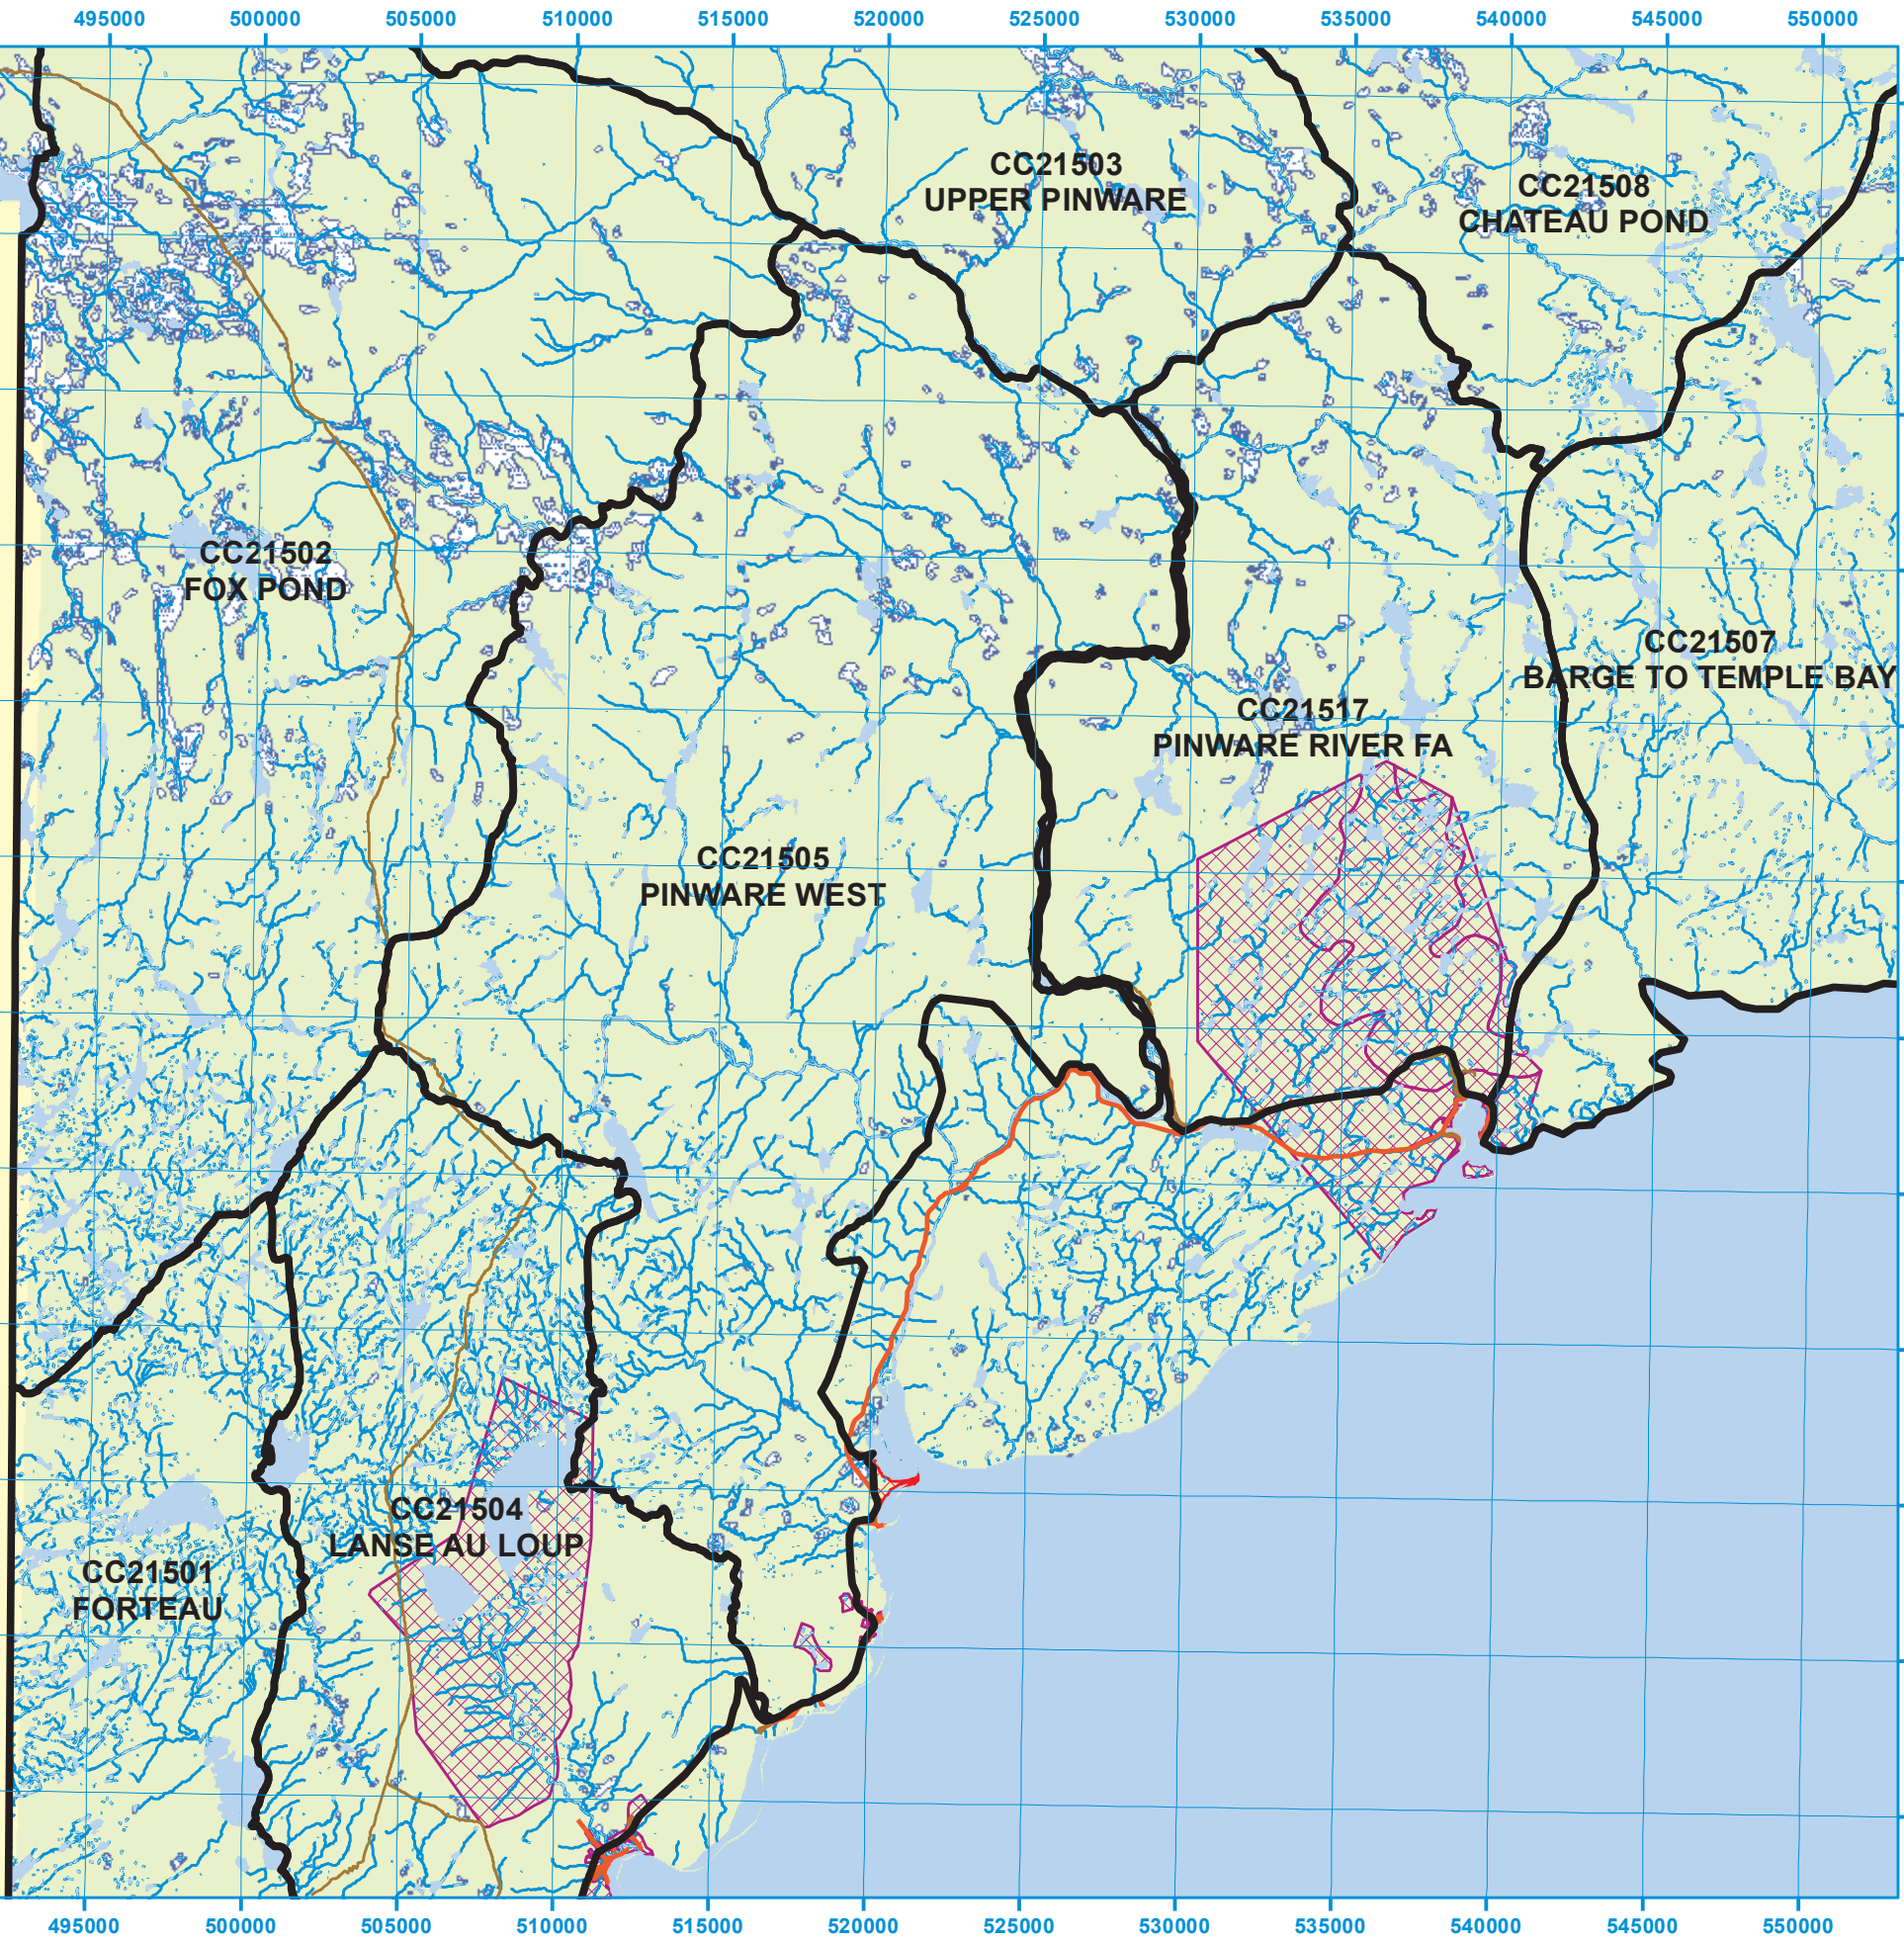 495000 500000 505000 510000 515000 520000 525000 530000 535000 540000 545000 550000
CC21503
UPPER PINWARE
CC21508
CHATEAU POND
CC21502
FOX POND
CC21507
BARGE TO TEMPLE BAY
CC21517
PINWARE RIVER FA
CC21505
PINWARE WEST
CC21504
LANSE AU LOUP
CC21501
FORTEAU
495000 500000 505000 510000 515000 520000 525000 530000 535000 540000 545000 550000